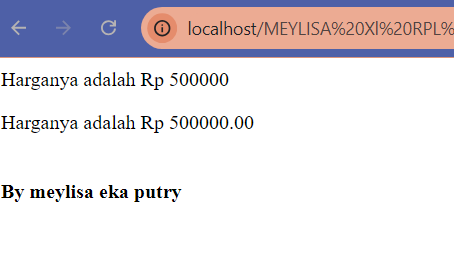 localhost/MEYLISA%20XI%20RPL%
Harganya adalah Rp 500000
Harganya adalah Rp 500000.00
By meylisa eka putry